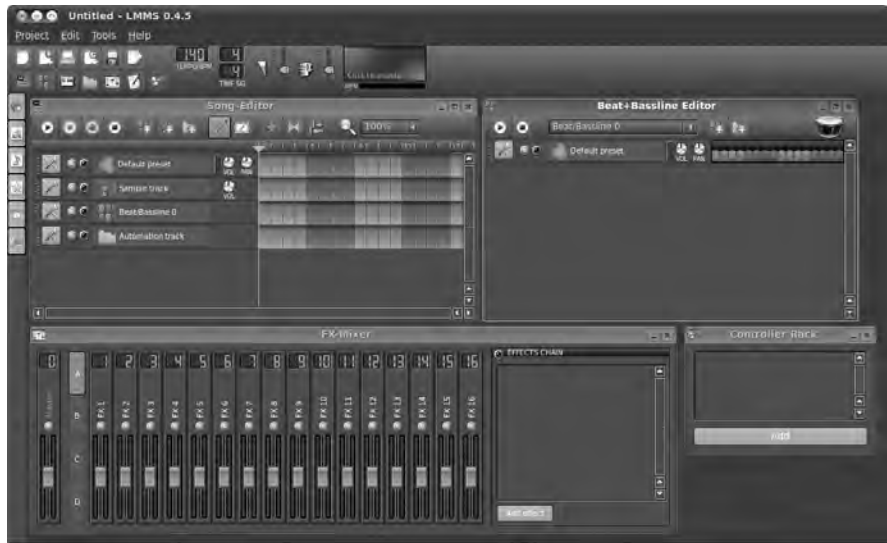 Untitled - LMMS 0.4.5
Project Edit Tools Help
140
TEMPO/BPM
4
4
TIME SIG
CPU
Song-Editor
100%
Default preset
VOL PAN
Sample track
VOL
Beat/Bassline 0
Automation track
Beat+Bassline Editor
Beat/Bassline 0
Default preset
VOL PAN
FX-Mixer
0 1 2 3 4 5 6 7 8 9 10 11 12 13 14 15 16
Master
A
B
C
D
FX 1
FX 2
FX 3
FX 4
FX 5
FX 6
FX 7
FX 8
FX 9
FX 10
FX 11
FX 12
FX 13
FX 14
FX 15
FX 16
EFFECTS CHAIN
Add effect
Controller Rack
Add